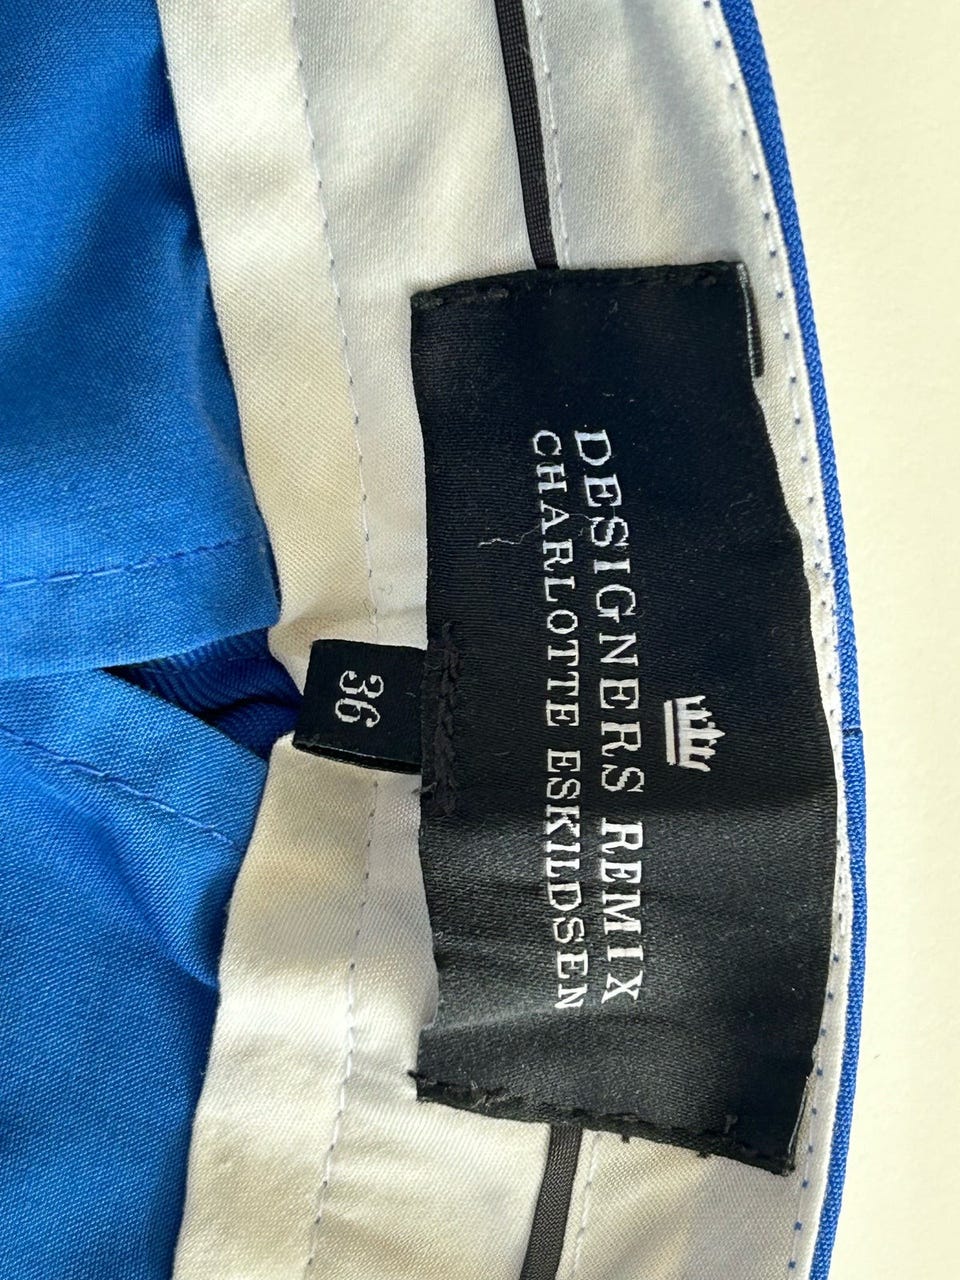 DESIGNERS REMIX
CHARLOTTE ESKILDSEN
36